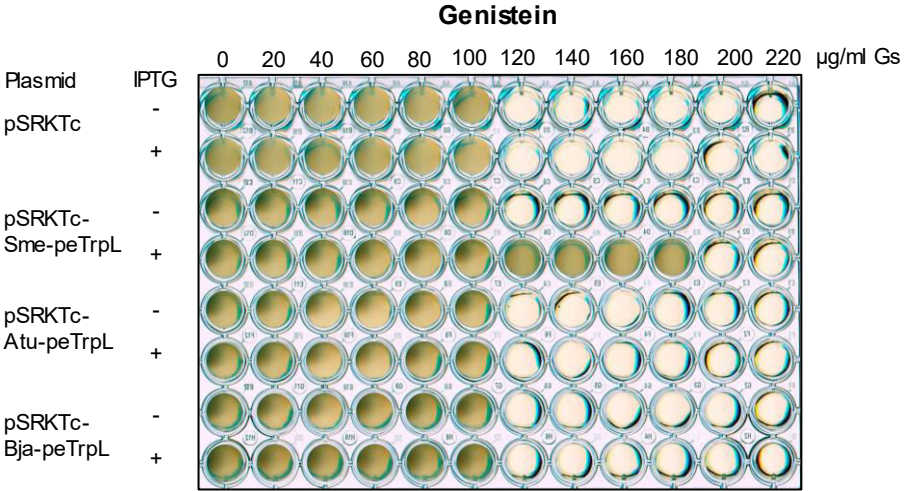 Genistein
0 20 40 60 80 100 120 140 160 180 200 220 µg/ml Gs
Plasmid IPTG
pSRKTc
-
+
pSRKTc-
Sme-peTrpL
-
+
pSRKTc-
Atu-peTrpL
-
+
pSRKTc-
Bja-peTrpL
-
+